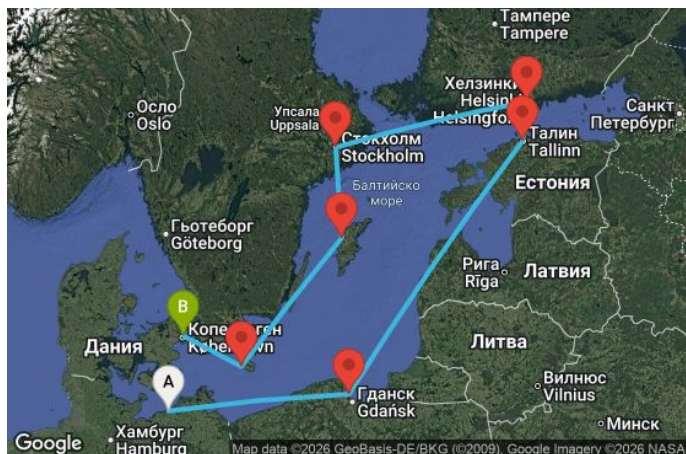 Тампере
Tampere
Осло
Oslo
Упсала
Uppsala
Хелзинки
Helsinki
Helsingfo
Санкт
Петербург
Стокхолм
Stockholm
Талин
Tallinn
ЕСТОНИЯ
Балтийско
море
Гьотеборг
Göteborg
Рига
Rīga
ЛАТВИЯ
B
Дания
ЛИТВА
A
Гданск
Gdańsk
Вилнюс
Vilnius
Минск
Хамбург
Hamburg
Google
Map data ©2026 GeoBasis-DE/BKG (©2009), Google Imagery ©2026 NASA